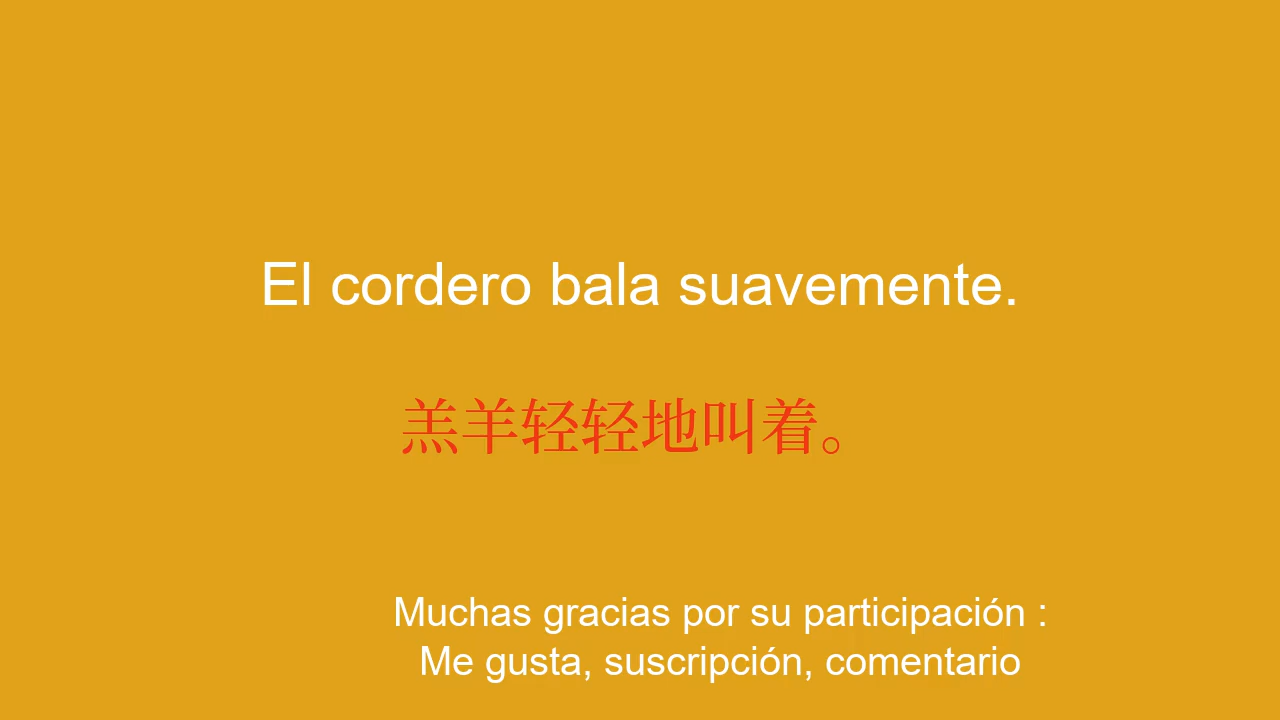 El cordero bala suavemente.
羔羊轻轻地叫着。
Muchas gracias por su participación :
Me gusta, suscripción, comentario